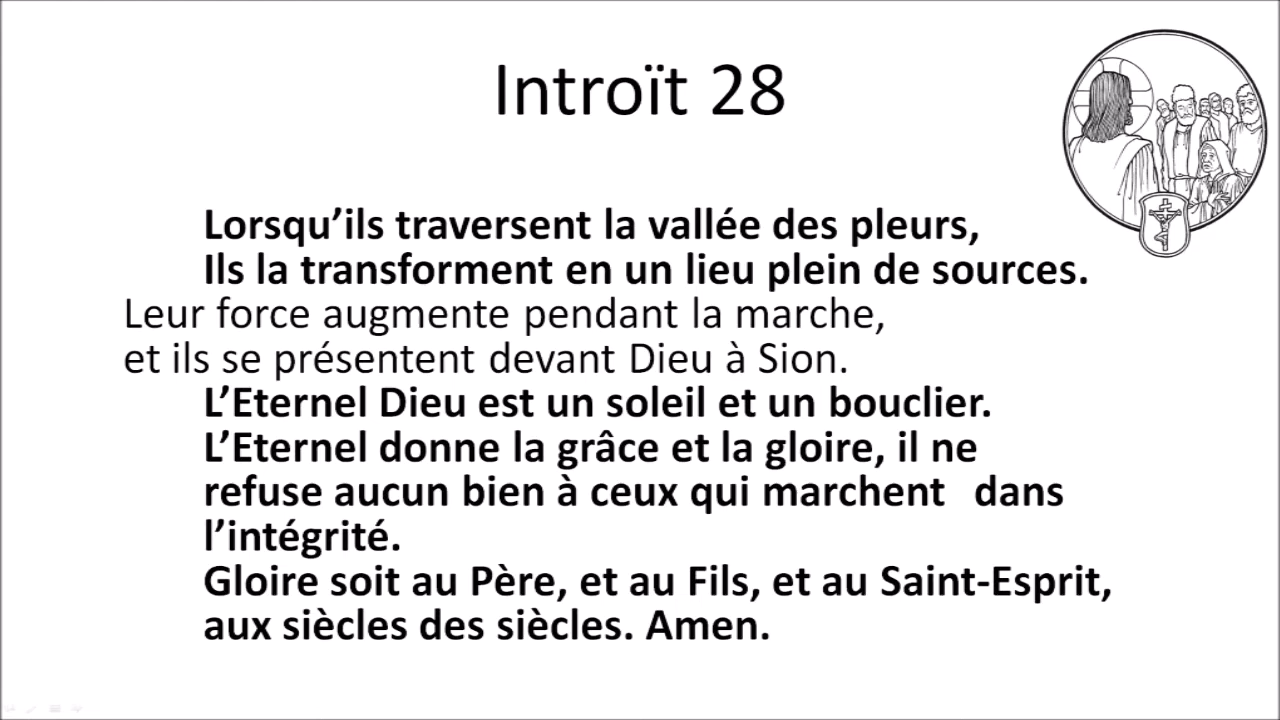 Introït 28
Lorsqu’ils traversent la vallée des pleurs,
Ils la transforment en un lieu plein de sources.
Leur force augmente pendant la marche,
et ils se présentent devant Dieu à Sion.
L’Eternel Dieu est un soleil et un bouclier.
L’Eternel donne la grâce et la gloire, il ne
refuse aucun bien à ceux qui marchent dans
l’intégrité.
Gloire soit au Père, et au Fils, et au Saint-Esprit,
aux siècles des siècles. Amen.